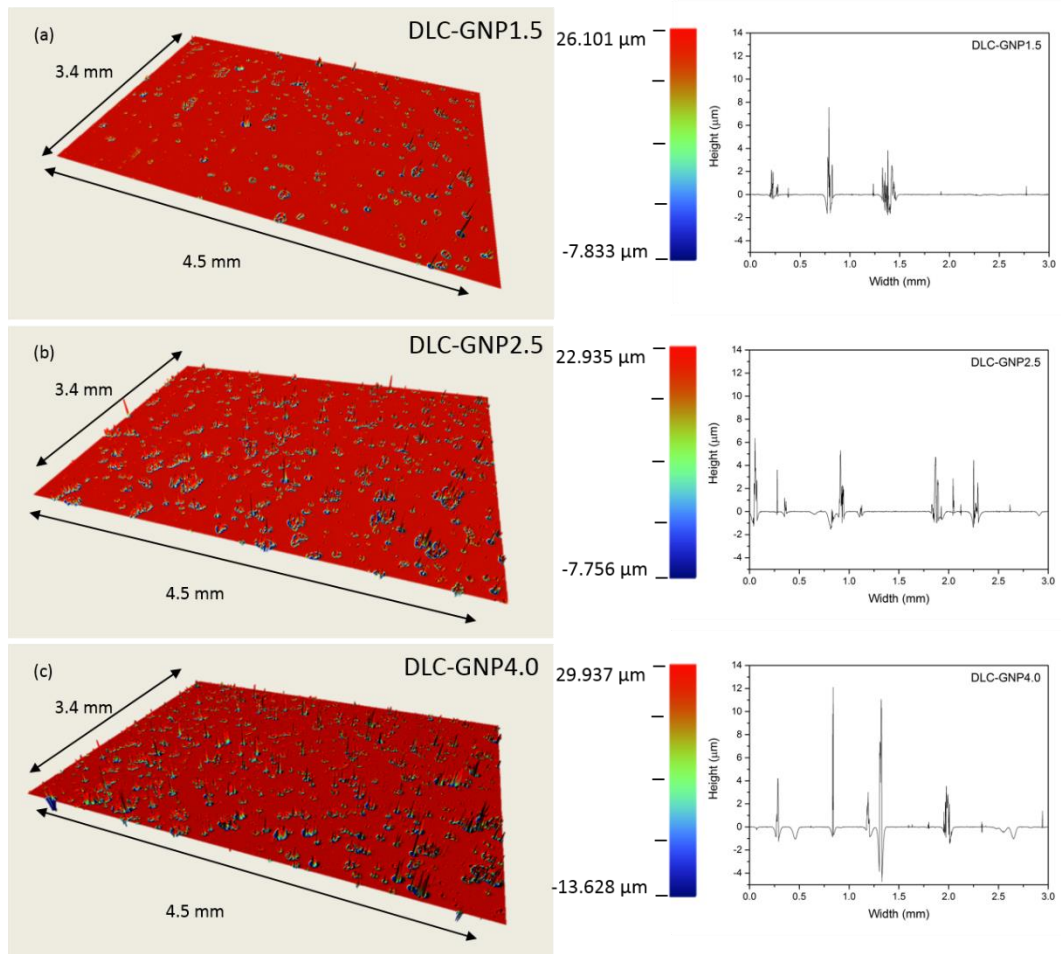 (a)
DLC-GNP1.5
3.4 mm
4.5 mm
26.101 µm
-7.833 µm
DLC-GNP1.5
14
12
10
8
6
4
2
0
-2
-4
Height (µm)
0.0 0.5 1.0 1.5 2.0 2.5 3.0
Width (mm)
(b)
DLC-GNP2.5
3.4 mm
4.5 mm
22.935 µm
-7.756 µm
DLC-GNP2.5
14
12
10
8
6
4
2
0
-2
-4
Height (µm)
0.0 0.5 1.0 1.5 2.0 2.5 3.0
Width (mm)
(c)
DLC-GNP4.0
3.4 mm
4.5 mm
29.937 µm
-13.628 µm
DLC-GNP4.0
14
12
10
8
6
4
2
0
-2
-4
Height (µm)
0.0 0.5 1.0 1.5 2.0 2.5 3.0
Width (mm)